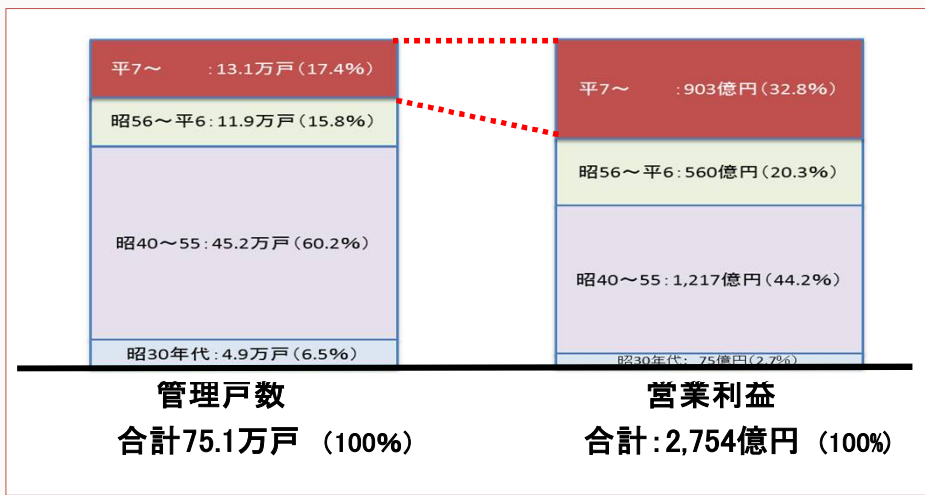 平7～　　：13.1万戸（17.4%）
昭56～平6：11.9万戸（15.8%）
昭40～55：45.2万戸（60.2%）
昭30年代：4.9万戸（6.5%）
管理戸数
合計75.1万戸 （100%）
平7～　　：903億円（32.8%）
昭56～平6：560億円（20.3%）
昭40～55：1,217億円（44.2%）
昭30年代： 75億円（2.7%）
営業利益
合計：2,754億円 （100%）